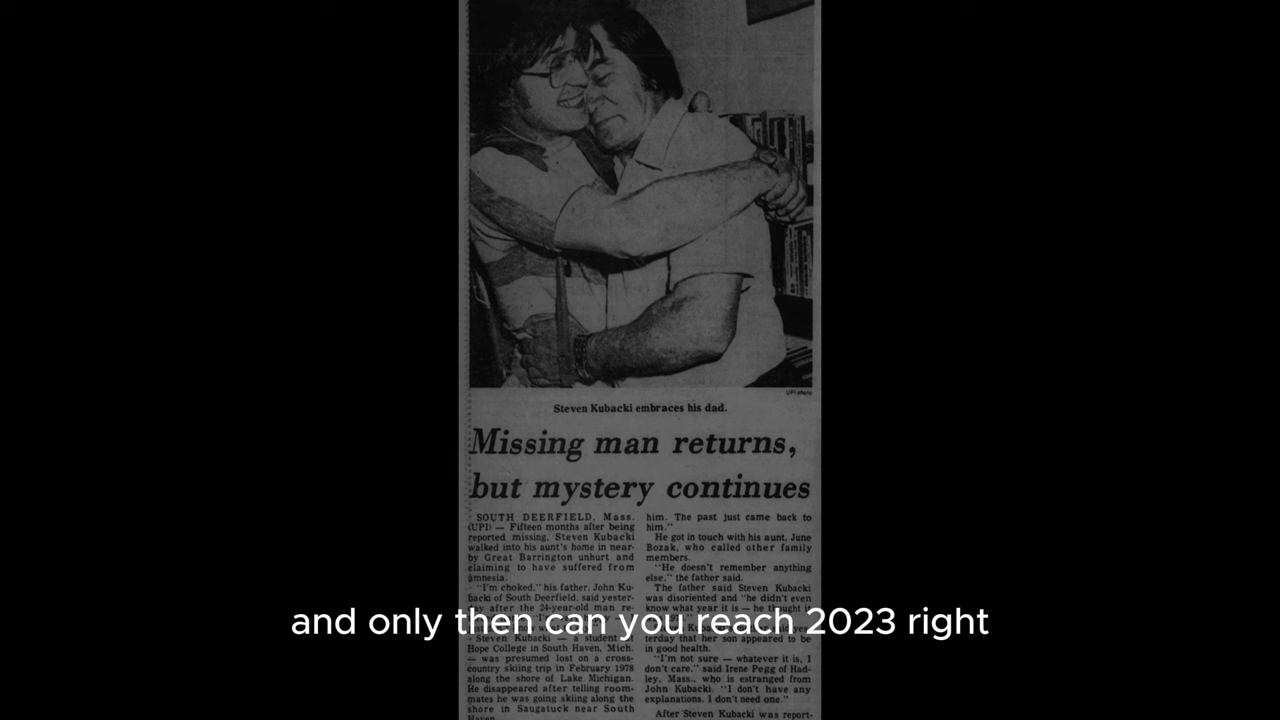 UPI photo
Steven Kubacki embraces his dad.
Missing man returns,
but mystery continues
SOUTH DEERFIELD, Mass.
(UPI) — Fifteen months after being
reported missing, Steven Kubacki
walked into his aunt's home in near-
by Great Barrington unhurt and
claiming to have suffered from
amnesia.
"I'm choked," his father, John Ku-
backi of South Deerfield, said yester-
day after the 24-year-old man re-
Steven Kubacki — a student at
Hope College in South Haven, Mich.
— was presumed lost on a cross-
country skiing trip in February 1978
along the shore of Lake Michigan.
He disappeared after telling room-
mates he was going skiing along the
shore in Saugatuck near South
Haven.
him. The past just came back to
him."
He got in touch with his aunt, June
Bozak, who called other family
members.
"He doesn't remember anything
else," the father said.
The father said Steven Kubacki
was disoriented and "he didn't even
know what year it is — he thought it
terday that her son appeared to be
in good health.
"I'm not sure — whatever it is, I
don't care," said Irene Pegg of Had-
ley, Mass., who is estranged from
John Kubacki. "I don't have any
explanations. I don't need one."
After Steven Kubacki was report-
and only then can you reach 2023 right